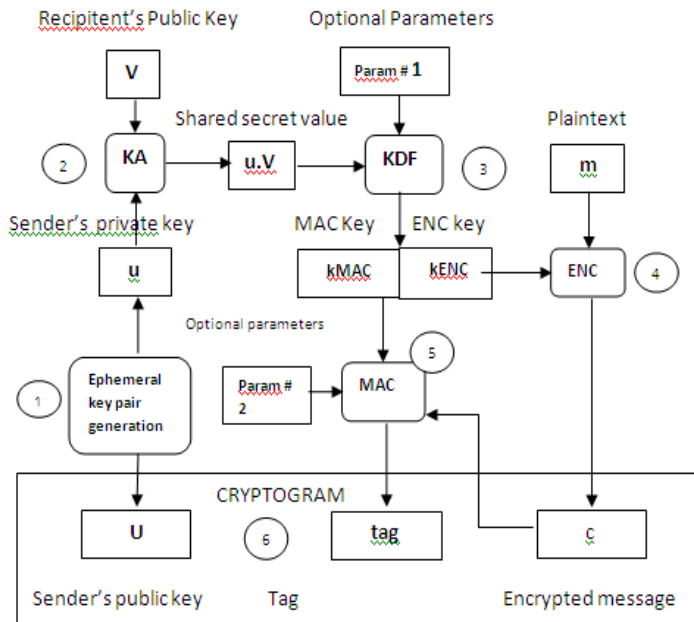 Recipitent's Public Key
Optional Parameters
V
Param # 1
Shared secret value
Plaintext
2
KA
u.V
KDF
3
m
Sender's private key
MAC Key
ENC key
u
kMAC
kENC
ENC
4
Optional parameters
5
1
Ephemeral
key pair
generation
Param #
2
MAC
CRYPTOGRAM
U
6
tag
c
Sender's public key
Tag
Encrypted message